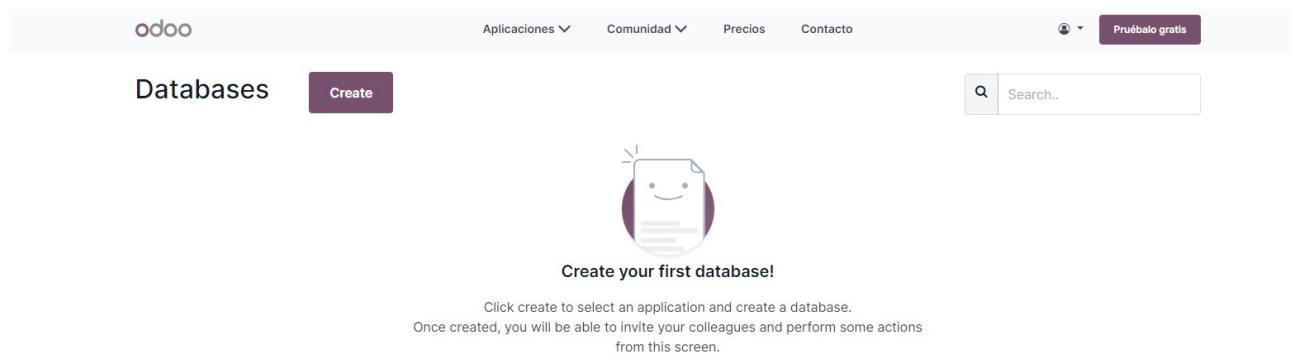 odoo
Aplicaciones
Comunidad
Precios
Contacto
Pruébalo gratis
Databases
Create
Search..
Create your first database!
Click create to select an application and create a database.
Once created, you will be able to invite your colleagues and perform some actions
from this screen.